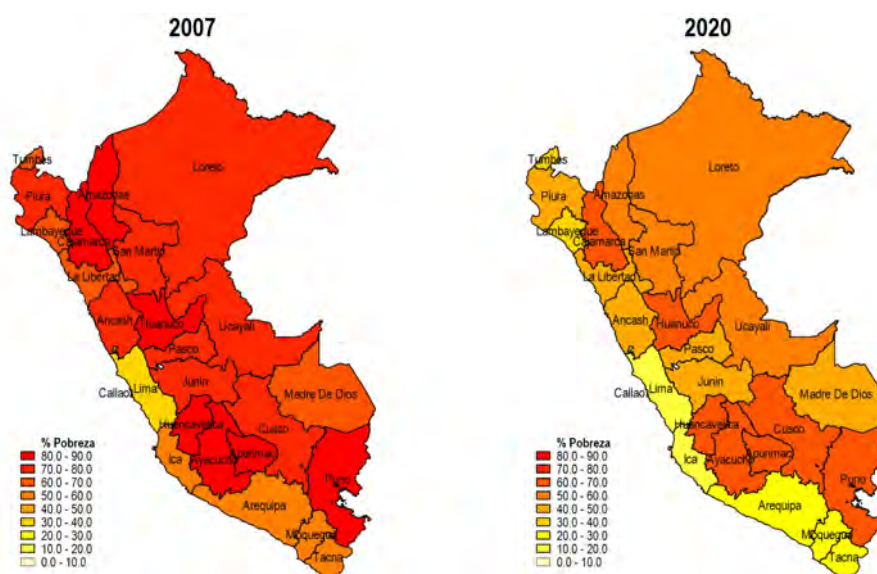 2007
Tumbes
Piura
Lambayeque
Cajamarca
Amazonas
Loreto
San Martin
La Libertad
Ancash
Huanuco
Ucayali
Pasco
Junin
Callao
Lima
Madre De Dios
Huencavelica
Cusco
Ica
Ayacucho
Apurimac
Puno
Arequipa
Moquegua
Tacna
% Pobreza
80.0 - 90.0
70.0 - 80.0
60.0 - 70.0
50.0 - 60.0
40.0 - 50.0
30.0 - 40.0
20.0 - 30.0
10.0 - 20.0
0.0 - 10.0
2020
Tumbes
Piura
Lambayeque
Cajamarca
Amazonas
Loreto
San Martin
La Libertad
Ancash
Huanuco
Ucayali
Pasco
Junin
Callao
Lima
Madre De Dios
Huencavelica
Cusco
Ica
Ayacucho
Apurimac
Puno
Arequipa
Moquegua
Tacna
% Pobreza
80.0 - 90.0
70.0 - 80.0
60.0 - 70.0
50.0 - 60.0
40.0 - 50.0
30.0 - 40.0
20.0 - 30.0
10.0 - 20.0
0.0 - 10.0